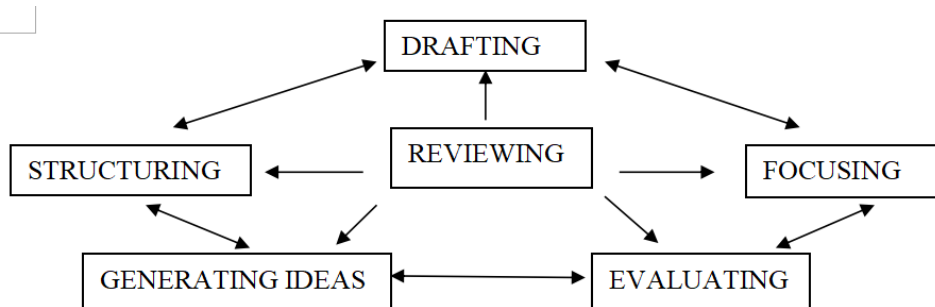 DRAFTING
STRUCTURING
REVIEWING
FOCUSING
GENERATING IDEAS
EVALUATING